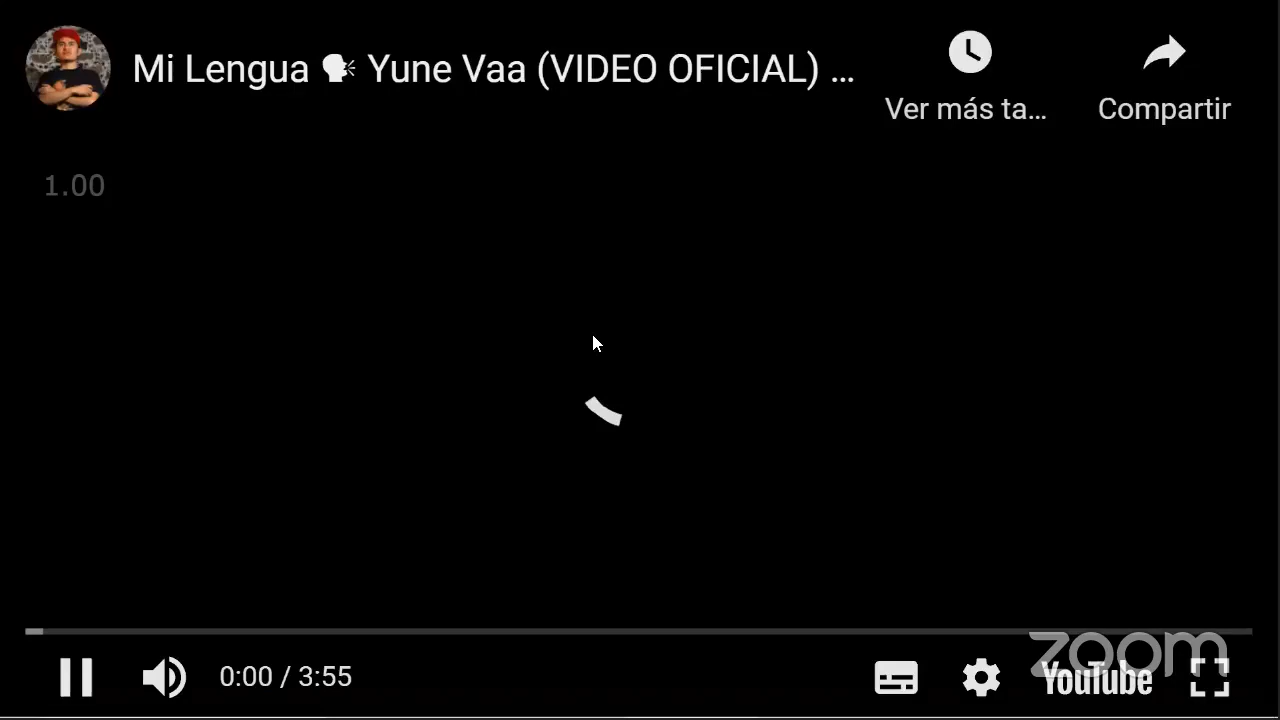 Mi Lengua 🗣 Yune Vaa (VIDEO OFICIAL) ...
Ver más ta...
Compartir
1.00
0:00 / 3:55
zoom
YouTube